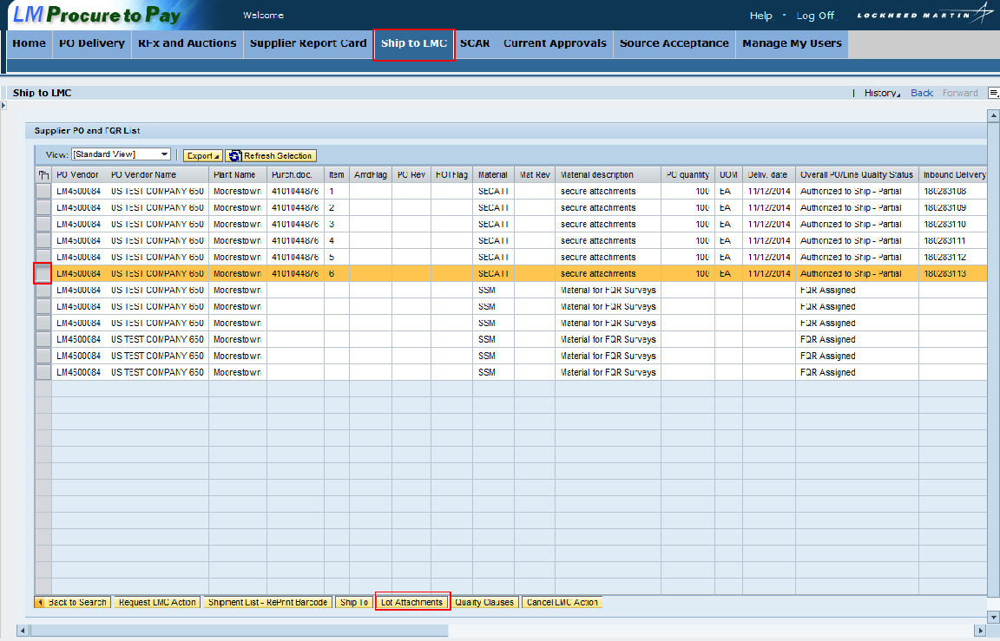 LM Procure to Pay Welcome Help Log Off LOCKHEED MARTIN
Home PO Delivery RFx and Auctions Supplier Report Card Ship to LMC SCAR Current Approvals Source Acceptance Manage My Users
Ship to LMC | History Back Forward
Supplier PO and FQR List
View: [Standard View] Export Refresh Selection
PO Vendor PO Vendor Name Plant Name Purch.doc. Item AmdFlag PO Rev HOTFlag Material Mat Rev Material description PO quantity UOM Deliv. date Overall PO/Line Quality Status Inbound Delivery
LM4500084 US TEST COMPANY 650 Moorestown 4101044876 1 SECATT secure attachments 100 EA 11/12/2014 Authorized to Ship - Partial 180283108
LM4500084 US TEST COMPANY 650 Moorestown 4101044876 2 SECATT secure attachments 100 EA 11/12/2014 Authorized to Ship - Partial 180283109
LM4500084 US TEST COMPANY 650 Moorestown 4101044876 3 SECATT secure attachments 100 EA 11/12/2014 Authorized to Ship - Partial 180283110
LM4500084 US TEST COMPANY 650 Moorestown 4101044876 4 SECATT secure attachments 100 EA 11/12/2014 Authorized to Ship - Partial 180283111
LM4500084 US TEST COMPANY 650 Moorestown 4101044876 5 SECATT secure attachments 100 EA 11/12/2014 Authorized to Ship - Partial 180283112
LM4500084 US TEST COMPANY 650 Moorestown 4101044876 6 SECATT secure attachments 100 EA 11/12/2014 Authorized to Ship - Partial 180283113
LM4500084 US TEST COMPANY 650 Moorestown SSM Material for FQR Surveys FQR Assigned
LM4500084 US TEST COMPANY 650 Moorestown SSM Material for FQR Surveys FQR Assigned
LM4500084 US TEST COMPANY 650 Moorestown SSM Material for FQR Surveys FQR Assigned
LM4500084 US TEST COMPANY 650 Moorestown SSM Material for FQR Surveys FQR Assigned
LM4500084 US TEST COMPANY 650 Moorestown SSM Material for FQR Surveys FQR Assigned
LM4500084 US TEST COMPANY 650 Moorestown SSM Material for FQR Surveys FQR Assigned
Back to Search Request LMC Action Shipment List - RePrint Barcode Ship To Lot Attachments Quality Clauses Cancel LMC Action